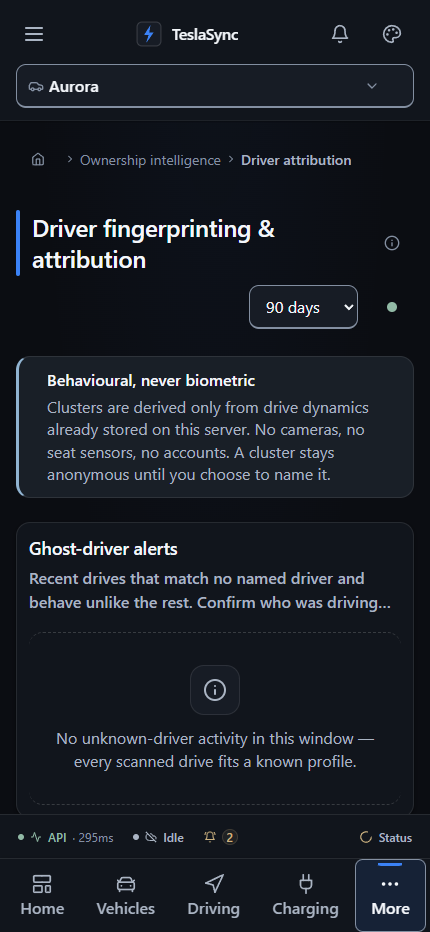 TeslaSync
Aurora
Ownership intelligence
Driver attribution
Driver fingerprinting &
attribution
90 days
Behavioural, never biometric
Clusters are derived only from drive dynamics
already stored on this server. No cameras, no
seat sensors, no accounts. A cluster stays
anonymous until you choose to name it.
Ghost-driver alerts
Recent drives that match no named driver and
behave unlike the rest. Confirm who was driving...
No unknown-driver activity in this window —
every scanned drive fits a known profile.
API · 295ms
Idle
2
Status
Home
Vehicles
Driving
Charging
More